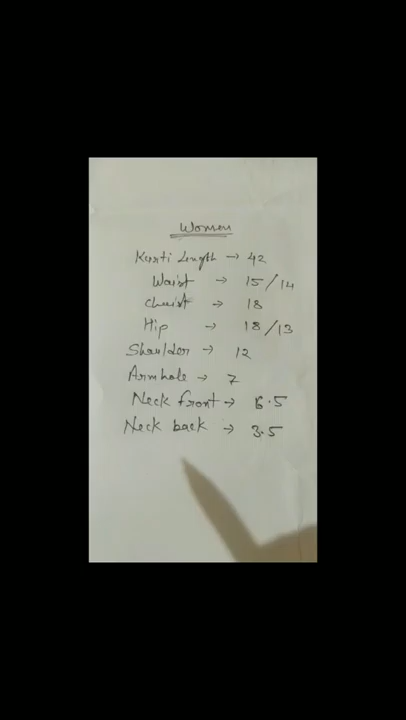 Women
Kurti Length → 42
Waist → 15/14
Chest → 18
Hip → 18/13
Shoulder → 12
Armhole → 7
Neck front → 6.5
Neck back → 3.5